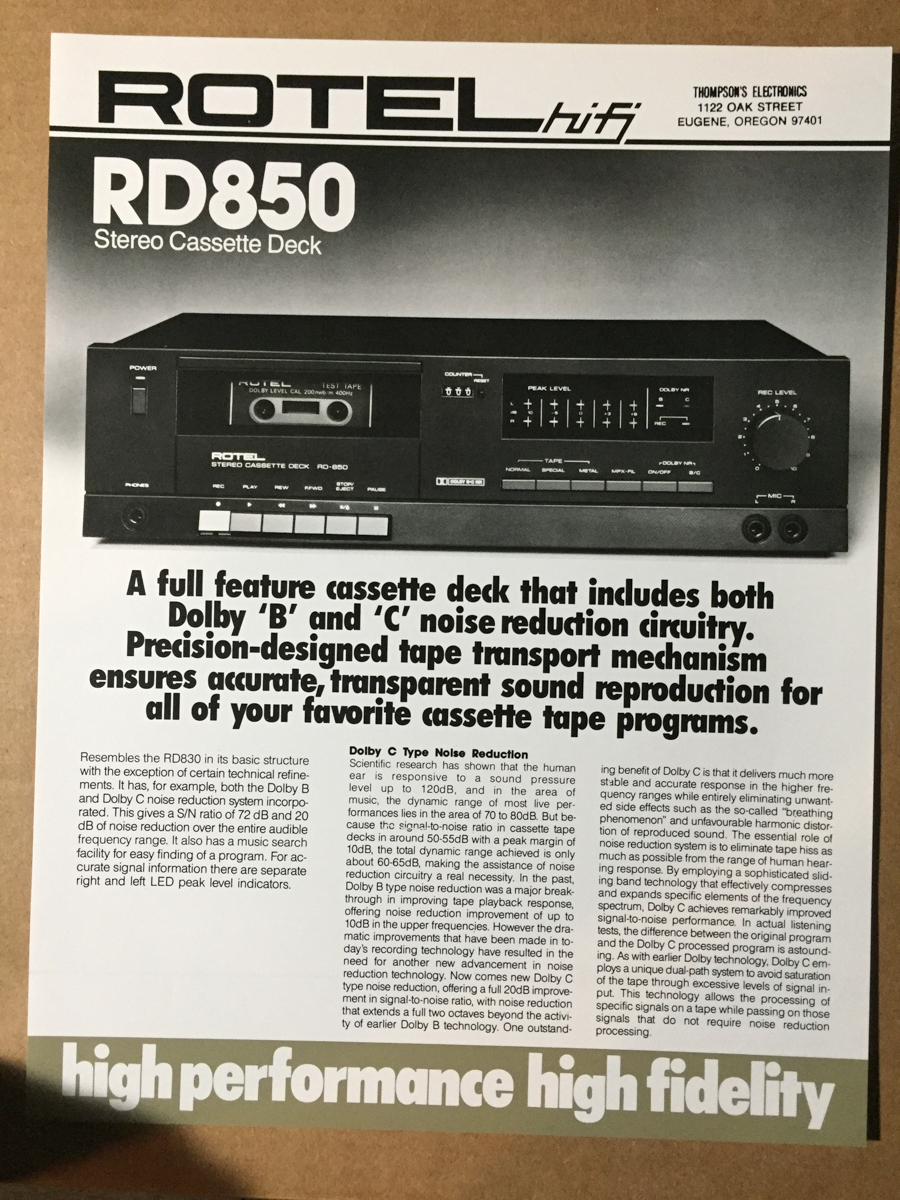 ROTEL hifi
THOMPSON'S ELECTRONICS
1122 OAK STREET
EUGENE, OREGON 97401
RD850
Stereo Cassette Deck
POWER
ROTEL TEST TAPE
DOLBY LEVEL CAL 200nwb/m 400Hz
COUNTER
RESET
000
PEAK LEVEL
L
dB
R
DOLBY NR
B C
REC
REC LEVEL
ROTEL
STEREO CASSETTE DECK RD-850
TAPE
DOLBY NR
NORMAL SPECIAL METAL MPX-FIL ON/OFF B/C
DOLBY B-C NR
PHONES
REC PLAY REW F.FWD STOP/EJECT PAUSE
MIC
L R
A full feature cassette deck that includes both
Dolby ‘B’ and ‘C’ noise reduction circuitry.
Precision-designed tape transport mechanism
ensures accurate, transparent sound reproduction for
all of your favorite cassette tape programs.
Resembles the RD830 in its basic structure
with the exception of certain technical refine-
ments. It has, for example, both the Dolby B
and Dolby C noise reduction system incorpo-
rated. This gives a S/N ratio of 72 dB and 20
dB of noise reduction over the entire audible
frequency range. It also has a music search
facility for easy finding of a program. For ac-
curate signal information there are separate
right and left LED peak level indicators.
Dolby C Type Noise Reduction
Scientific research has shown that the human
ear is responsive to a sound pressure
level up to 120dB, and in the area of
music, the dynamic range of most live per-
formances lies in the area of 70 to 80dB. But be-
cause the signal-to-noise ratio in cassette tape
decks in around 50-55dB with a peak margin of
10dB, the total dynamic range achieved is only
about 60-65dB, making the assistance of noise
reduction circuitry a real necessity. In the past,
Dolby B type noise reduction was a major break-
through in improving tape playback response,
offering noise reduction improvement of up to
10dB in the upper frequencies. However the dra-
matic improvements that have been made in to-
day's recording technology have resulted in the
need for another new advancement in noise
reduction technology. Now comes new Dolby C
type noise reduction, offering a full 20dB improve-
ment in signal-to-noise ratio, with noise reduction
that extends a full two octaves beyond the activi-
ty of earlier Dolby B technology. One outstand-
ing benefit of Dolby C is that it delivers much more
stable and accurate response in the higher fre-
quency ranges while entirely eliminating unwant-
ed side effects such as the so-called "breathing
phenomenon" and unfavourable harmonic distor-
tion of reproduced sound. The essential role of
noise reduction system is to eliminate tape hiss as
much as possible from the range of human hear-
ing response. By employing a sophisticated slid-
ing band technology that effectively compresses
and expands specific elements of the frequency
spectrum, Dolby C achieves remarkably improved
signal-to-noise performance. In actual listening
tests, the difference between the original program
and the Dolby C processed program is astound-
ing. As with earlier Dolby technology, Dolby C em-
ploys a unique dual-path system to avoid saturation
of the tape through excessive levels of signal in-
put. This technology allows the processing of
specific signals on a tape while passing on those
signals that do not require noise reduction
processing.
high performance high fidelity